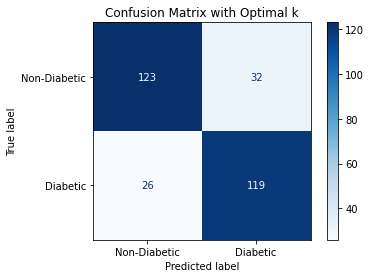 Confusion Matrix with Optimal k
True label
Non-Diabetic
123
32
Diabetic
26
119
Non-Diabetic
Diabetic
Predicted label
120
100
80
60
40